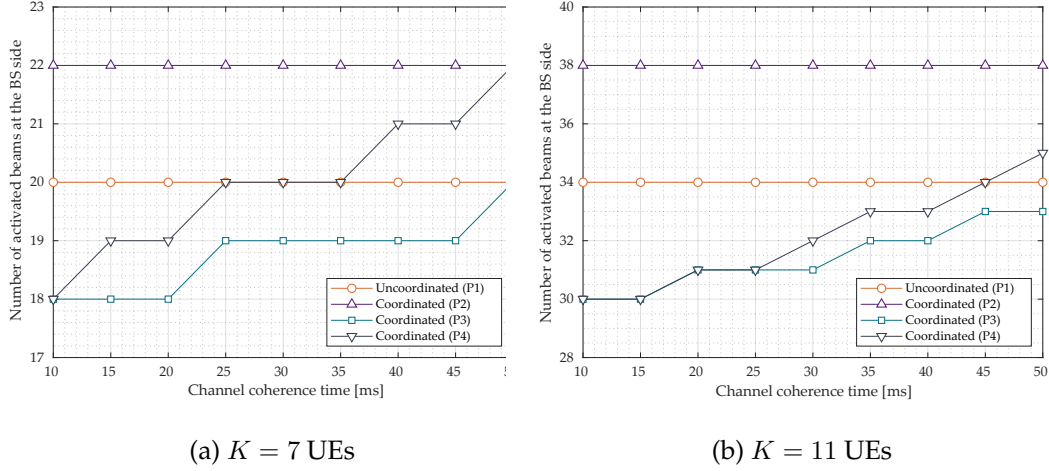 Number of activated beams at the BS side
23
22
21
20
19
18
17
10
15
20
25
30
35
40
45
Channel coherence time [ms]
Uncoordinated (P1)
Coordinated (P2)
Coordinated (P3)
Coordinated (P4)
(a) K = 7 UEs
Number of activated beams at the BS side
40
38
36
34
32
30
28
10
15
20
25
30
35
40
45
50
Channel coherence time [ms]
Uncoordinated (P1)
Coordinated (P2)
Coordinated (P3)
Coordinated (P4)
(b) K = 11 UEs